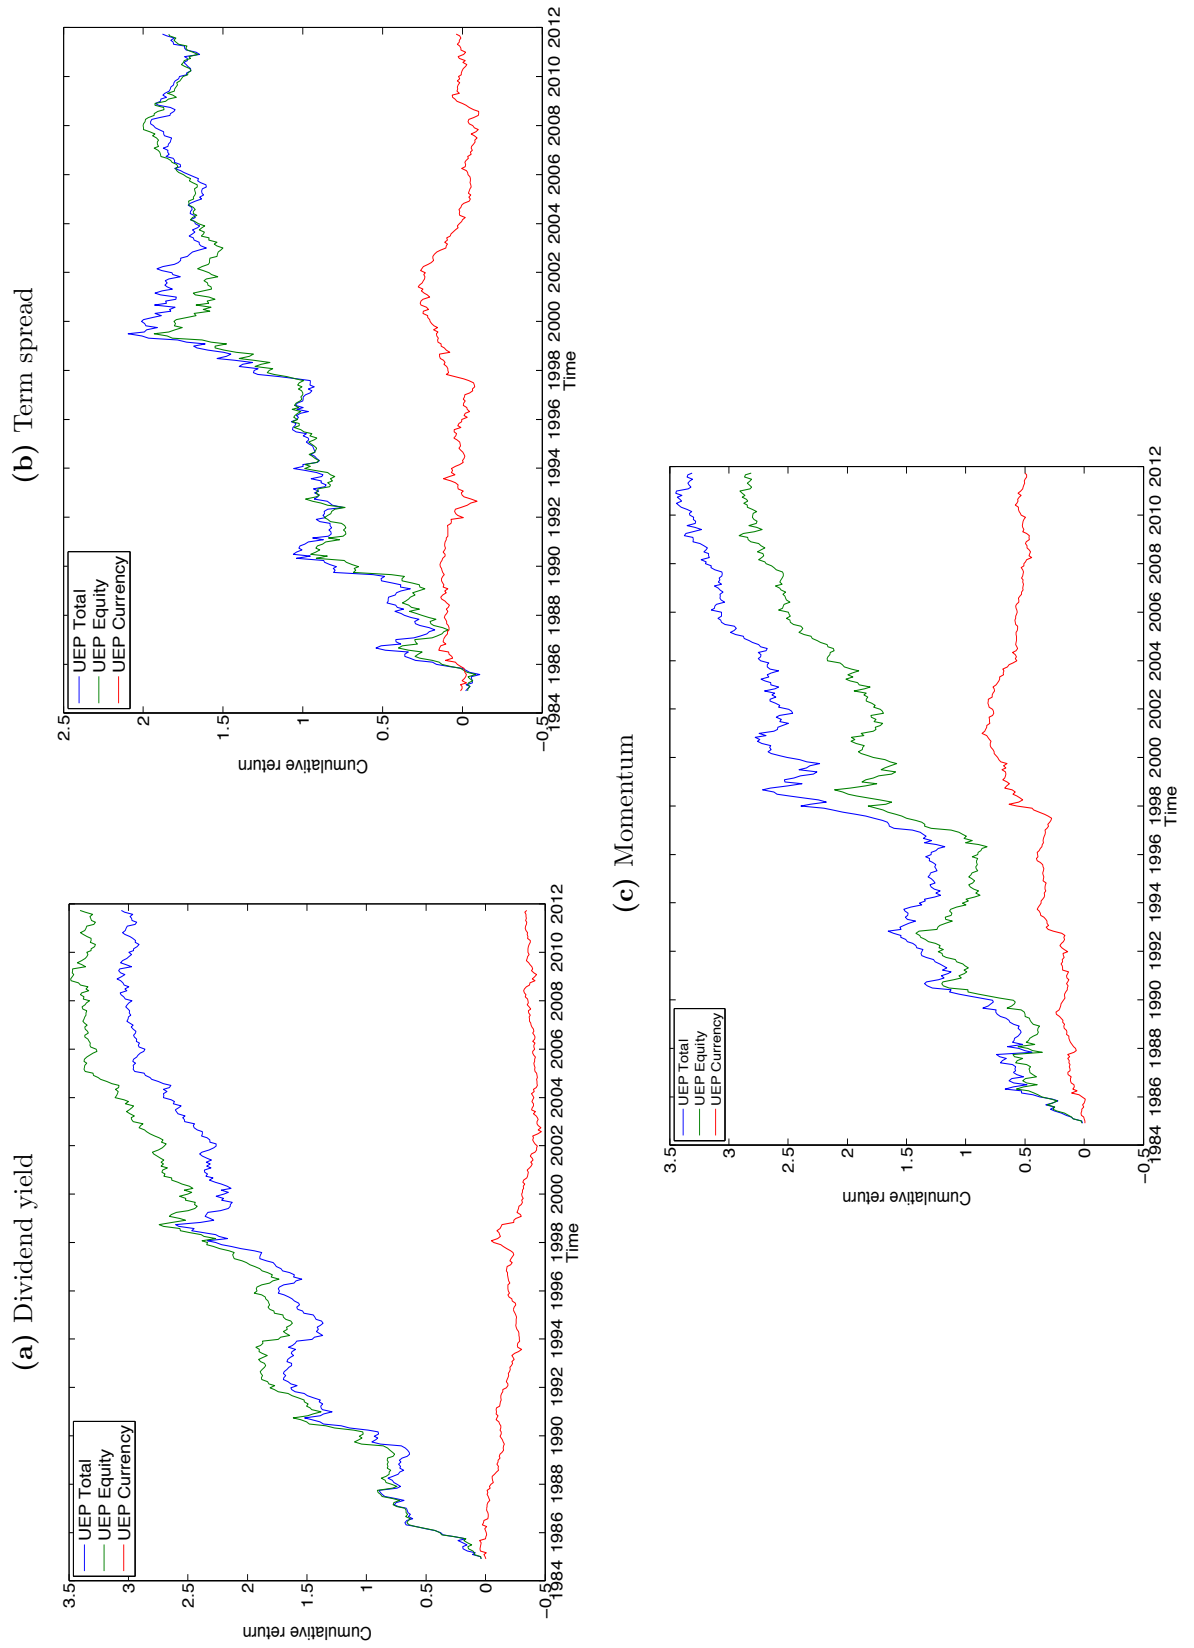 (a) Dividend yield
3.5
3
2.5
2
1.5
1
0.5
0
−0.5
Cumulative return
UEP Total
UEP Equity
UEP Currency
1984 1986 1988 1990 1992 1994 1996 1998 2000 2002 2004 2006 2008 2010 2012
Time
(b) Term spread
2.5
2
1.5
1
0.5
0
−0.5
Cumulative return
UEP Total
UEP Equity
UEP Currency
1984 1986 1988 1990 1992 1994 1996 1998 2000 2002 2004 2006 2008 2010 2012
Time
(c) Momentum
3.5
3
2.5
2
1.5
1
0.5
0
−0.5
Cumulative return
UEP Total
UEP Equity
UEP Currency
1984 1986 1988 1990 1992 1994 1996 1998 2000 2002 2004 2006 2008 2010 2012
Time